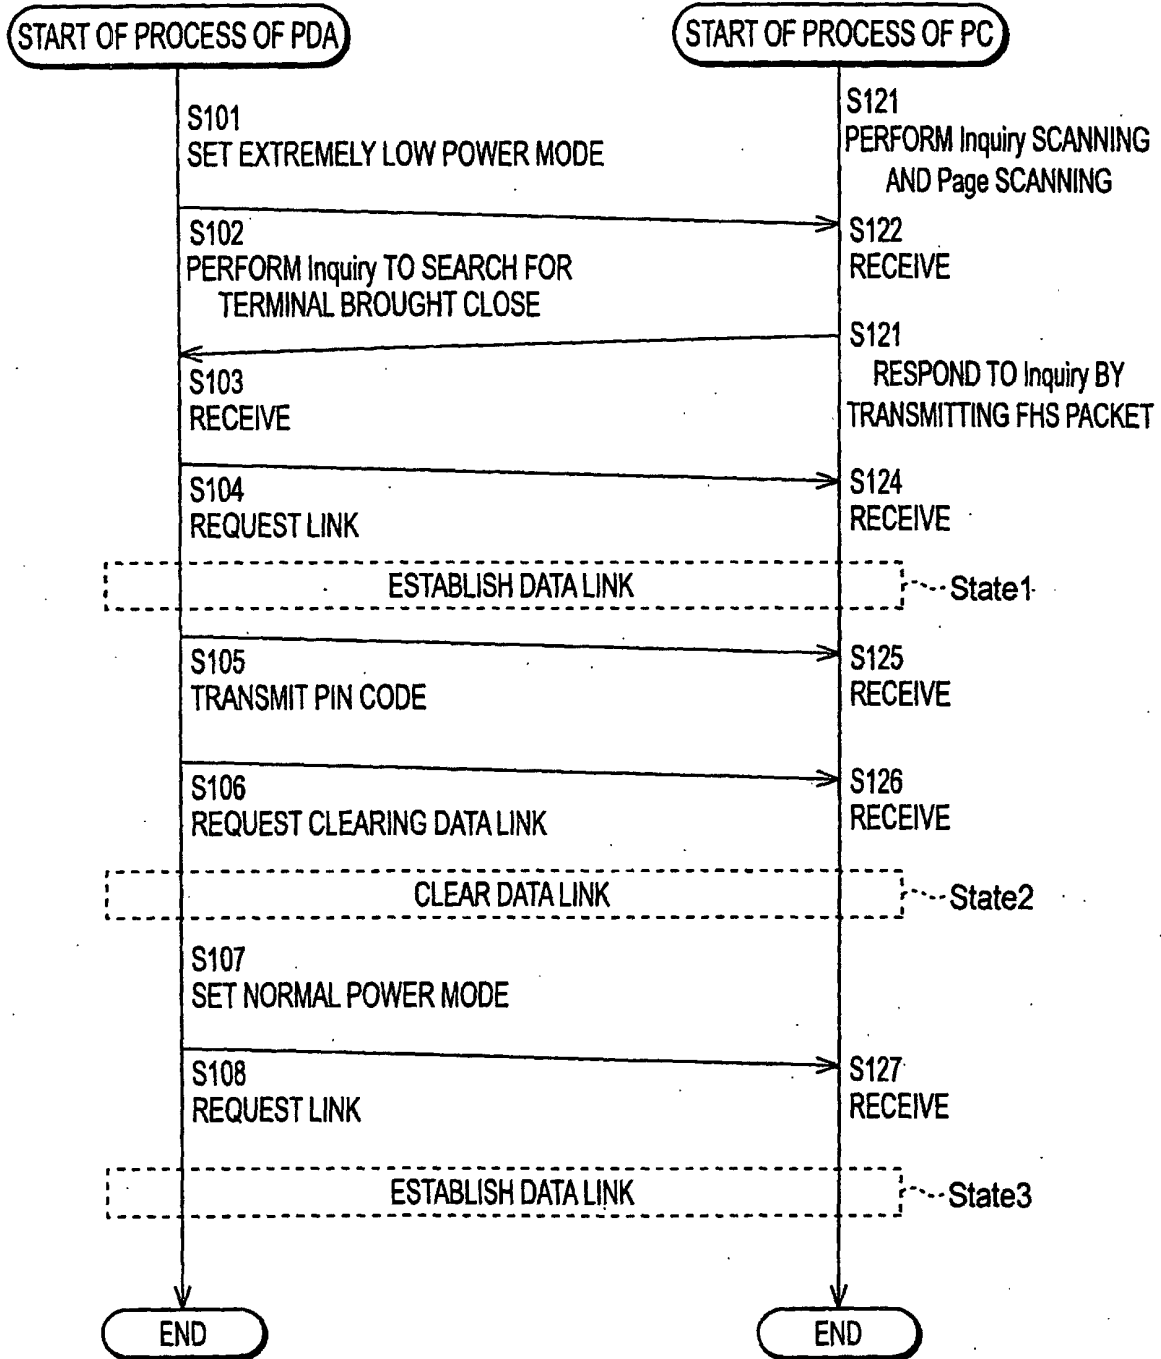 START OF PROCESS OF PDA
START OF PROCESS OF PC
S101
SET EXTREMELY LOW POWER MODE
S121
PERFORM Inquiry SCANNING
AND Page SCANNING
S102
PERFORM Inquiry TO SEARCH FOR
TERMINAL BROUGHT CLOSE
S122
RECEIVE
S121
RESPOND TO Inquiry BY
TRANSMITTING FHS PACKET
S103
RECEIVE
S104
REQUEST LINK
S124
RECEIVE
ESTABLISH DATA LINK
State1
S105
TRANSMIT PIN CODE
S125
RECEIVE
S106
REQUEST CLEARING DATA LINK
S126
RECEIVE
CLEAR DATA LINK
State2
S107
SET NORMAL POWER MODE
S108
REQUEST LINK
S127
RECEIVE
ESTABLISH DATA LINK
State3
END
END